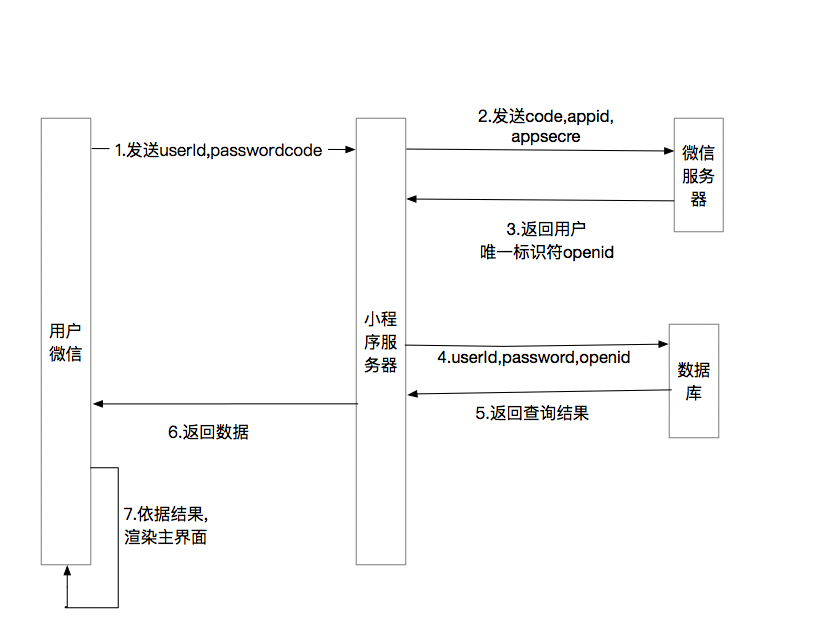 2.发送code,appid,
appsecre
1.发送userId,passwordcode
微信
服务
器
3.返回用户
唯一标识符openid
用户
微信
小程
序服
务器
4.userId,password,openid
数据
库
5.返回查询结果
6.返回数据
7.依据结果,
渲染主界面